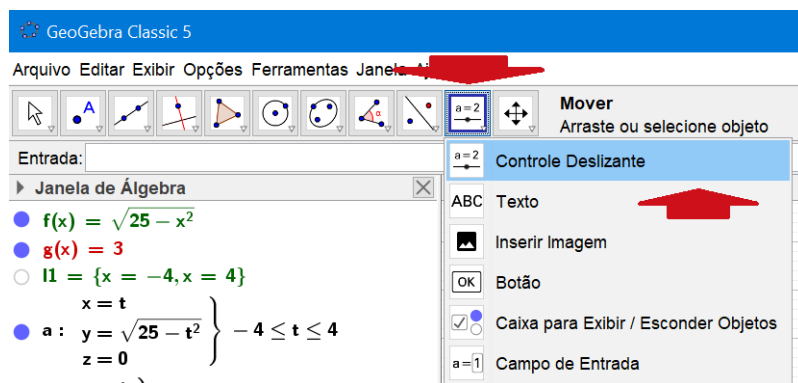 GeoGebra Classic 5
Arquivo Editar Exibir Opções Ferramentas Janela
A
α
a=2
Mover
Arraste ou selecione objeto
Entrada:
Janela de Álgebra
f(x) = √(25 − x²)
g(x) = 3
l1 = {x = −4, x = 4}
x = t
a : y = √(25 − t²) } − 4 ≤ t ≤ 4
z = 0
a=2 Controle Deslizante
ABC Texto
Inserir Imagem
OK Botão
Caixa para Exibir / Esconder Objetos
a=1 Campo de Entrada